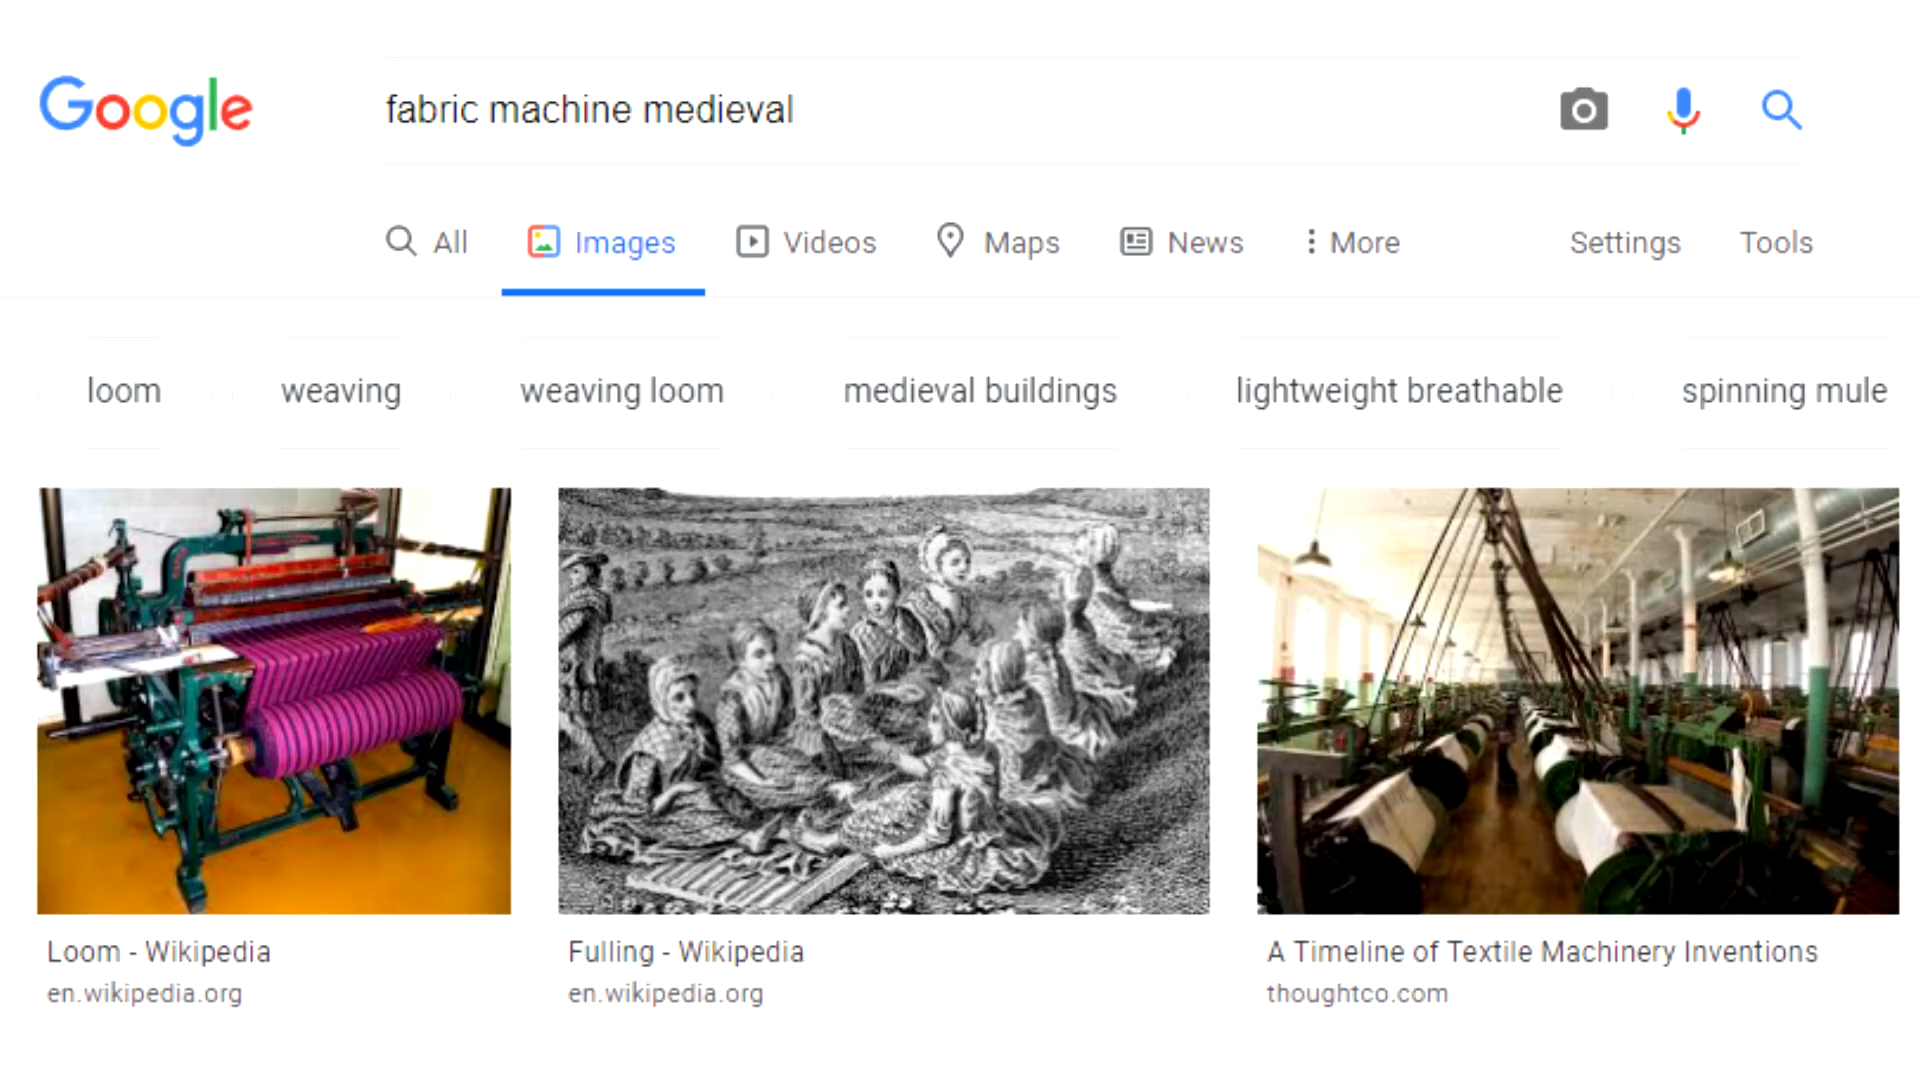 Google
fabric machine medieval
All Images Videos Maps News More Settings Tools
loom weaving weaving loom medieval buildings lightweight breathable spinning mule
Loom - Wikipedia
en.wikipedia.org
Fulling - Wikipedia
en.wikipedia.org
A Timeline of Textile Machinery Inventions
thoughtco.com